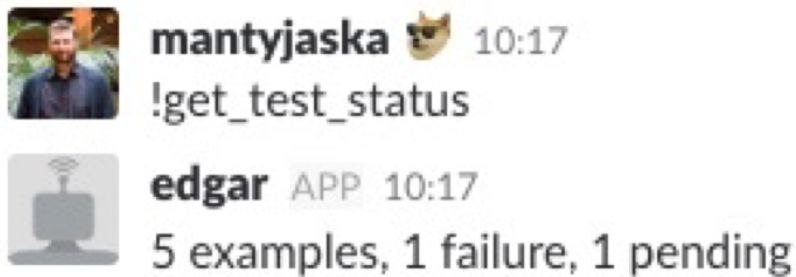 mantyjaska 10:17
!get_test_status
edgar APP 10:17
5 examples, 1 failure, 1 pending